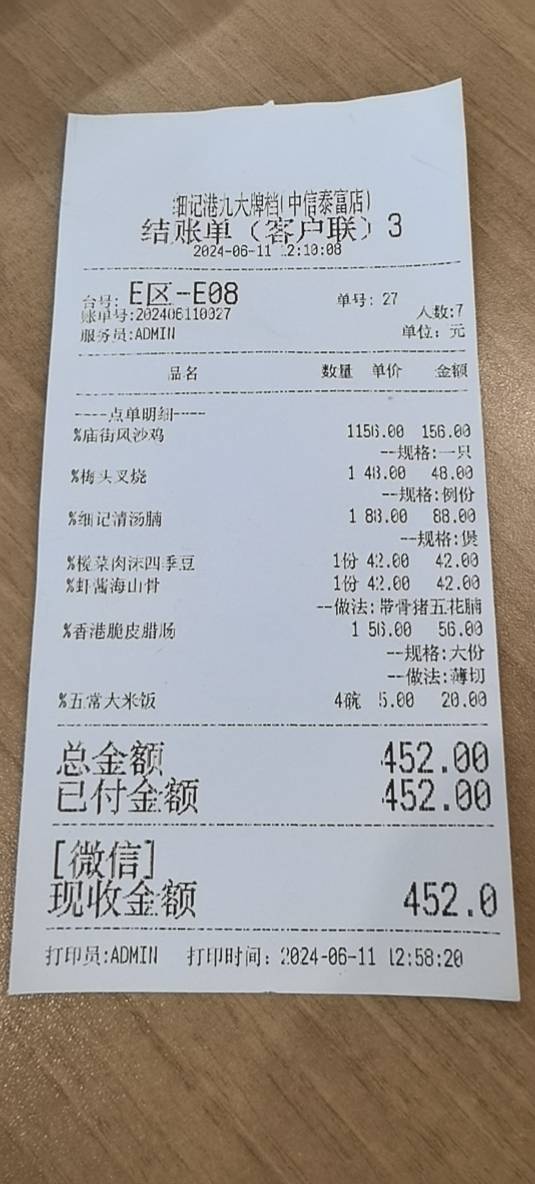 细记港九大牌档(中信泰富店)
结账单（客户联）3
2024-06-11 12:10:08
台号: E区-E08 单号: 27
账单号:202406110027 人数:7
服务员:ADMIN 单位: 元
品名 数量 单价 金额
----点单明细----
%庙街风沙鸡 1156.00 156.00
--规格:一只
%梅头叉烧 1 48.00 48.00
--规格:例份
%细记清汤腩 1 88.00 88.00
--规格:煲
%榄菜肉沫四季豆 1份 42.00 42.00
%虾酱海山骨 1份 42.00 42.00
--做法:带骨猪五花腩
%香港脆皮腊肠 1 56.00 56.00
--规格:大份
--做法:薄切
%五常大米饭 4碗 5.00 20.00
总金额 452.00
已付金额 452.00
[微信]
现收金额 452.0
打印员:ADMIN 打印时间: 2024-06-11 12:58:20